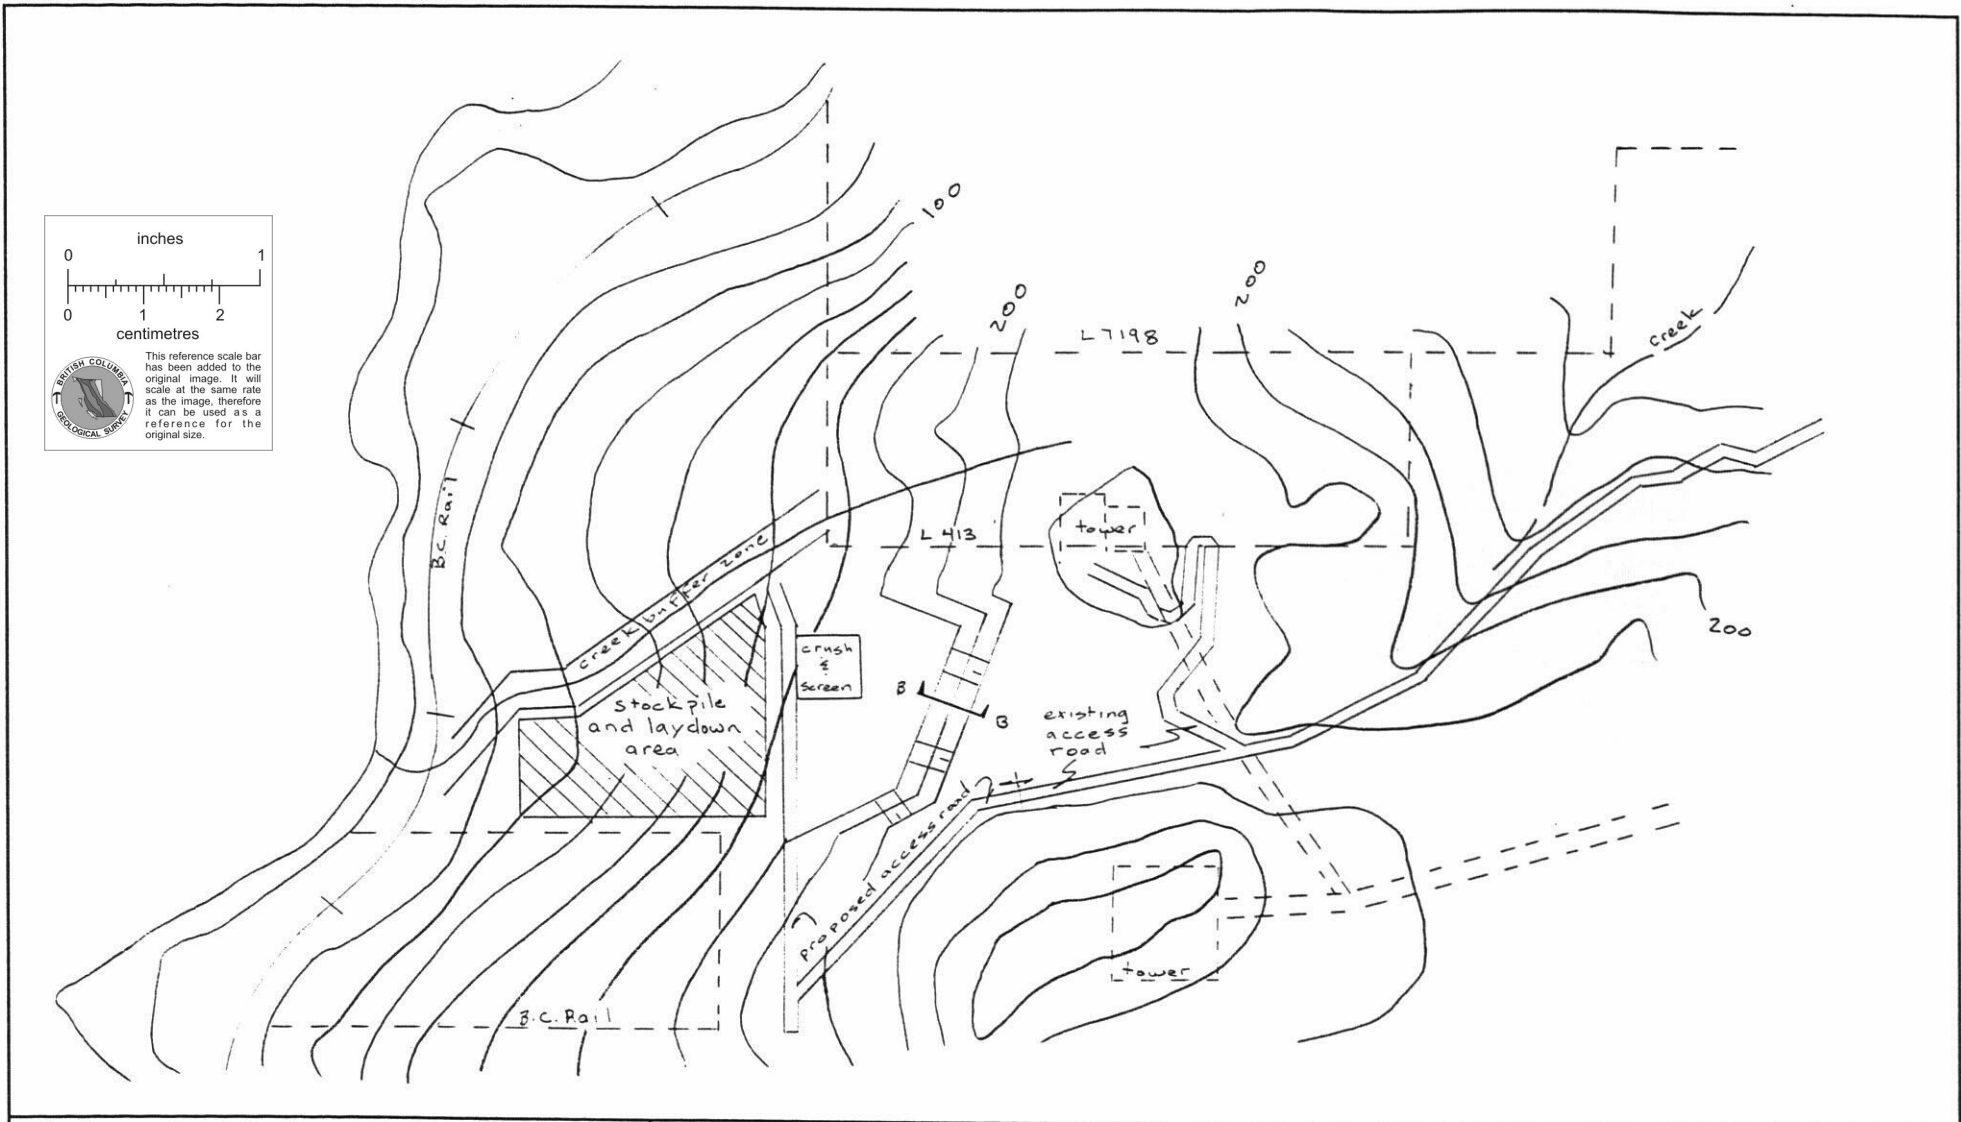 100
200
200
L 7198
creek
inches
0 1
0 1 2
centimetres
BRITISH COLUMBIA
GEOLOGICAL SURVEY
This reference scale bar
has been added to the
original image. It will
scale at the same rate
as the image, therefore
it can be used as a
reference for the
original size.
B.C. Rail
creek buffer zone
L 413
tower
200
crush
&
screen
B
B
stockpile
and laydown
area
existing
access
road
proposed access road
tower
B.C. Rail